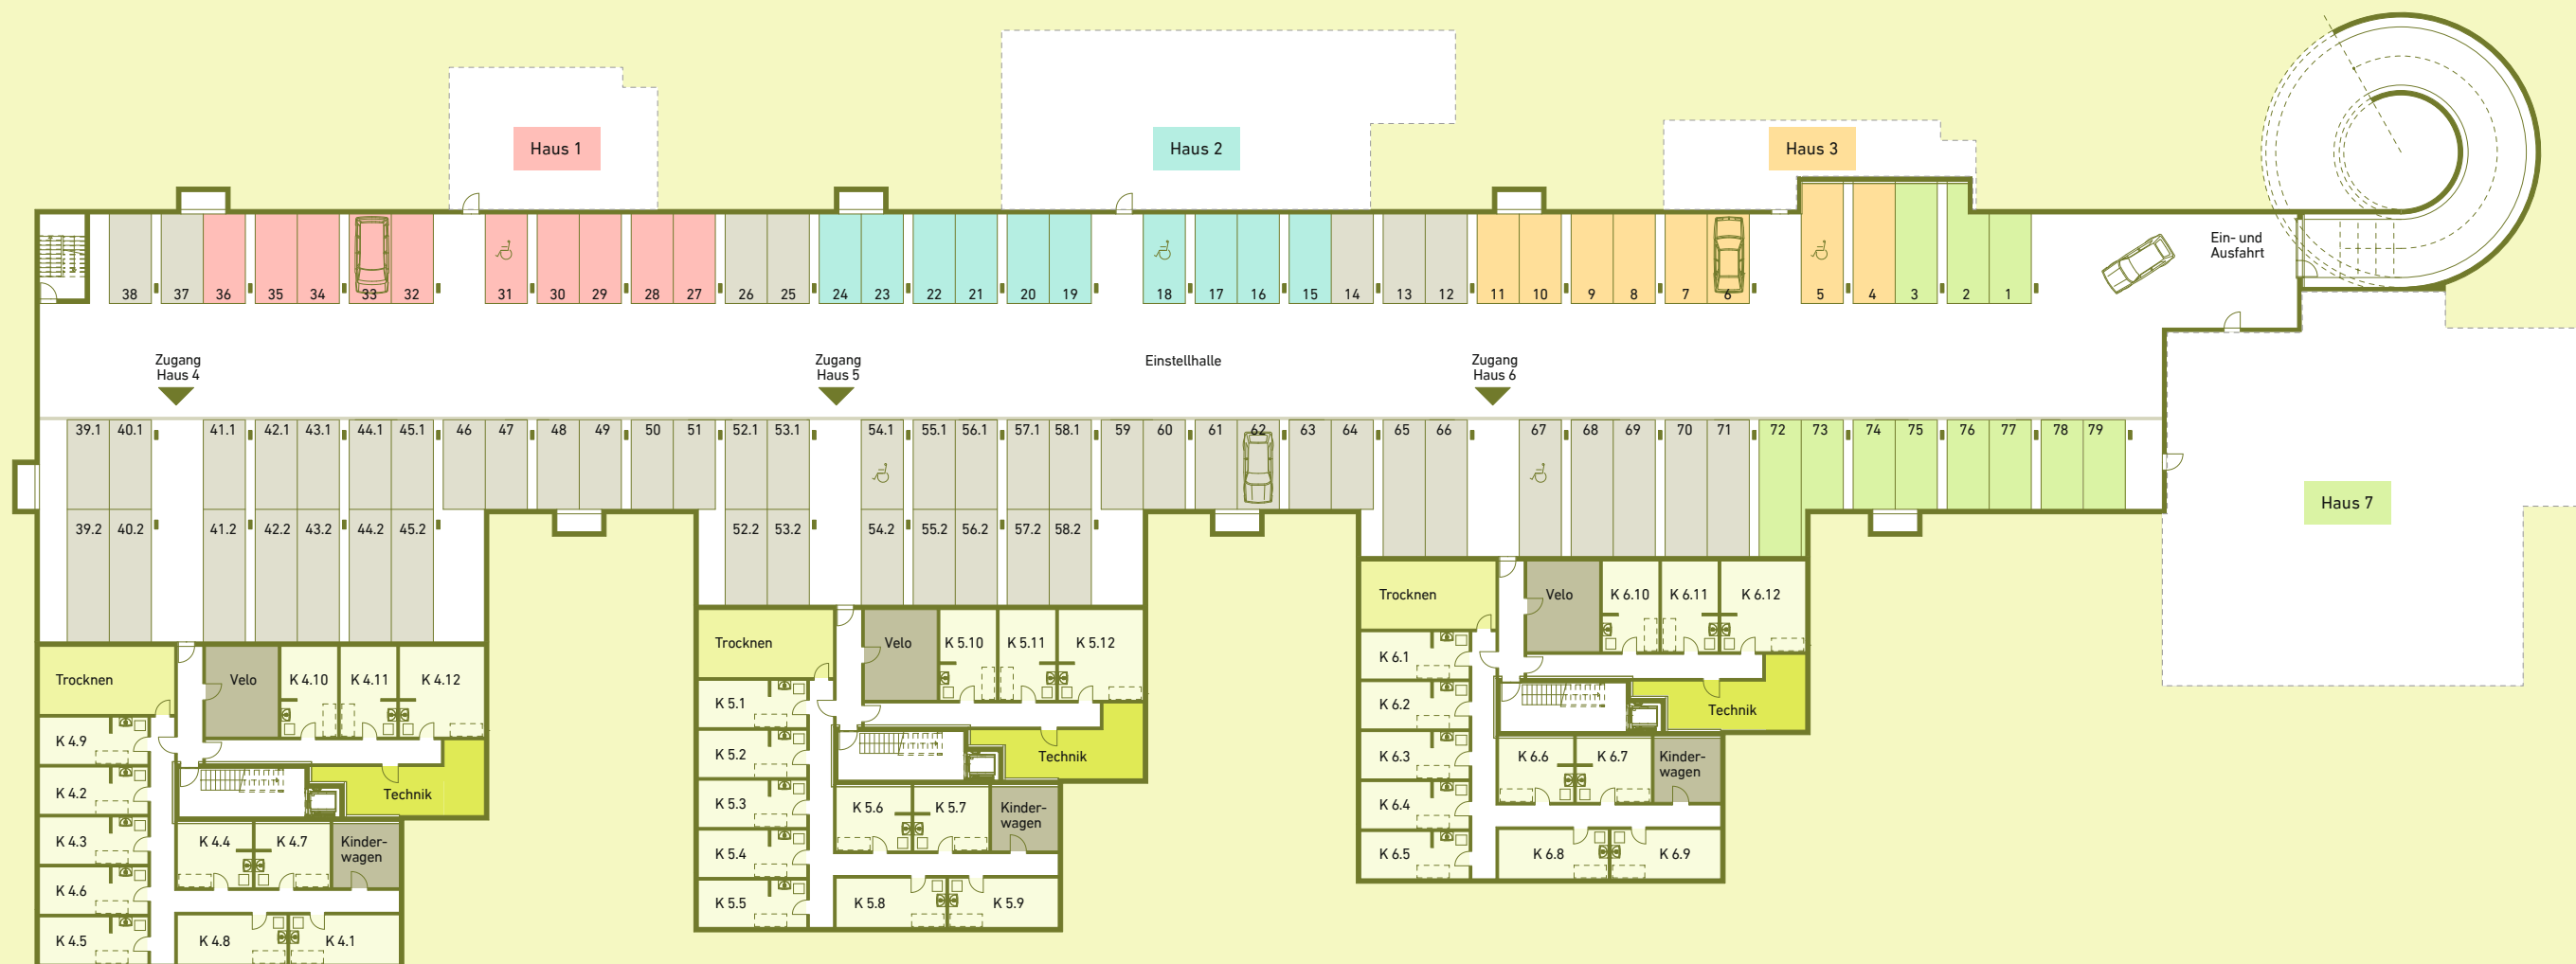 Haus 1
Haus 2
Haus 3
Ein- und
Ausfahrt
38 37 36 35 34 33 32 31 30 29 28 27 26 25 24 23 22 21 20 19 18 17 16 15 14 13 12 11 10 9 8 7 6 5 4 3 2 1
Zugang
Haus 4
Zugang
Haus 5
Einstellhalle
Zugang
Haus 6
39.1 40.1 41.1 42.1 43.1 44.1 45.1 46 47 48 49 50 51 52.1 53.1 54.1 55.1 56.1 57.1 58.1 59 60 61 62 63 64 65 66 67 68 69 70 71 72 73 74 75 76 77 78 79
Haus 7
39.2 40.2 41.2 42.2 43.2 44.2 45.2 52.2 53.2 54.2 55.2 56.2 57.2 58.2
Trocknen
Velo
K 4.10
K 4.11
K 4.12
K 4.9
K 4.2
Technik
K 4.3
K 4.4
K 4.7
Kinder-
wagen
K 4.6
K 4.5
K 4.8
K 4.1
Trocknen
Velo
K 5.10
K 5.11
K 5.12
K 5.1
K 5.2
Technik
K 5.3
K 5.6
K 5.7
Kinder-
wagen
K 5.4
K 5.5
K 5.8
K 5.9
Trocknen
Velo
K 6.10
K 6.11
K 6.12
K 6.1
K 6.2
Technik
K 6.3
K 6.6
K 6.7
Kinder-
wagen
K 6.4
K 6.5
K 6.8
K 6.9